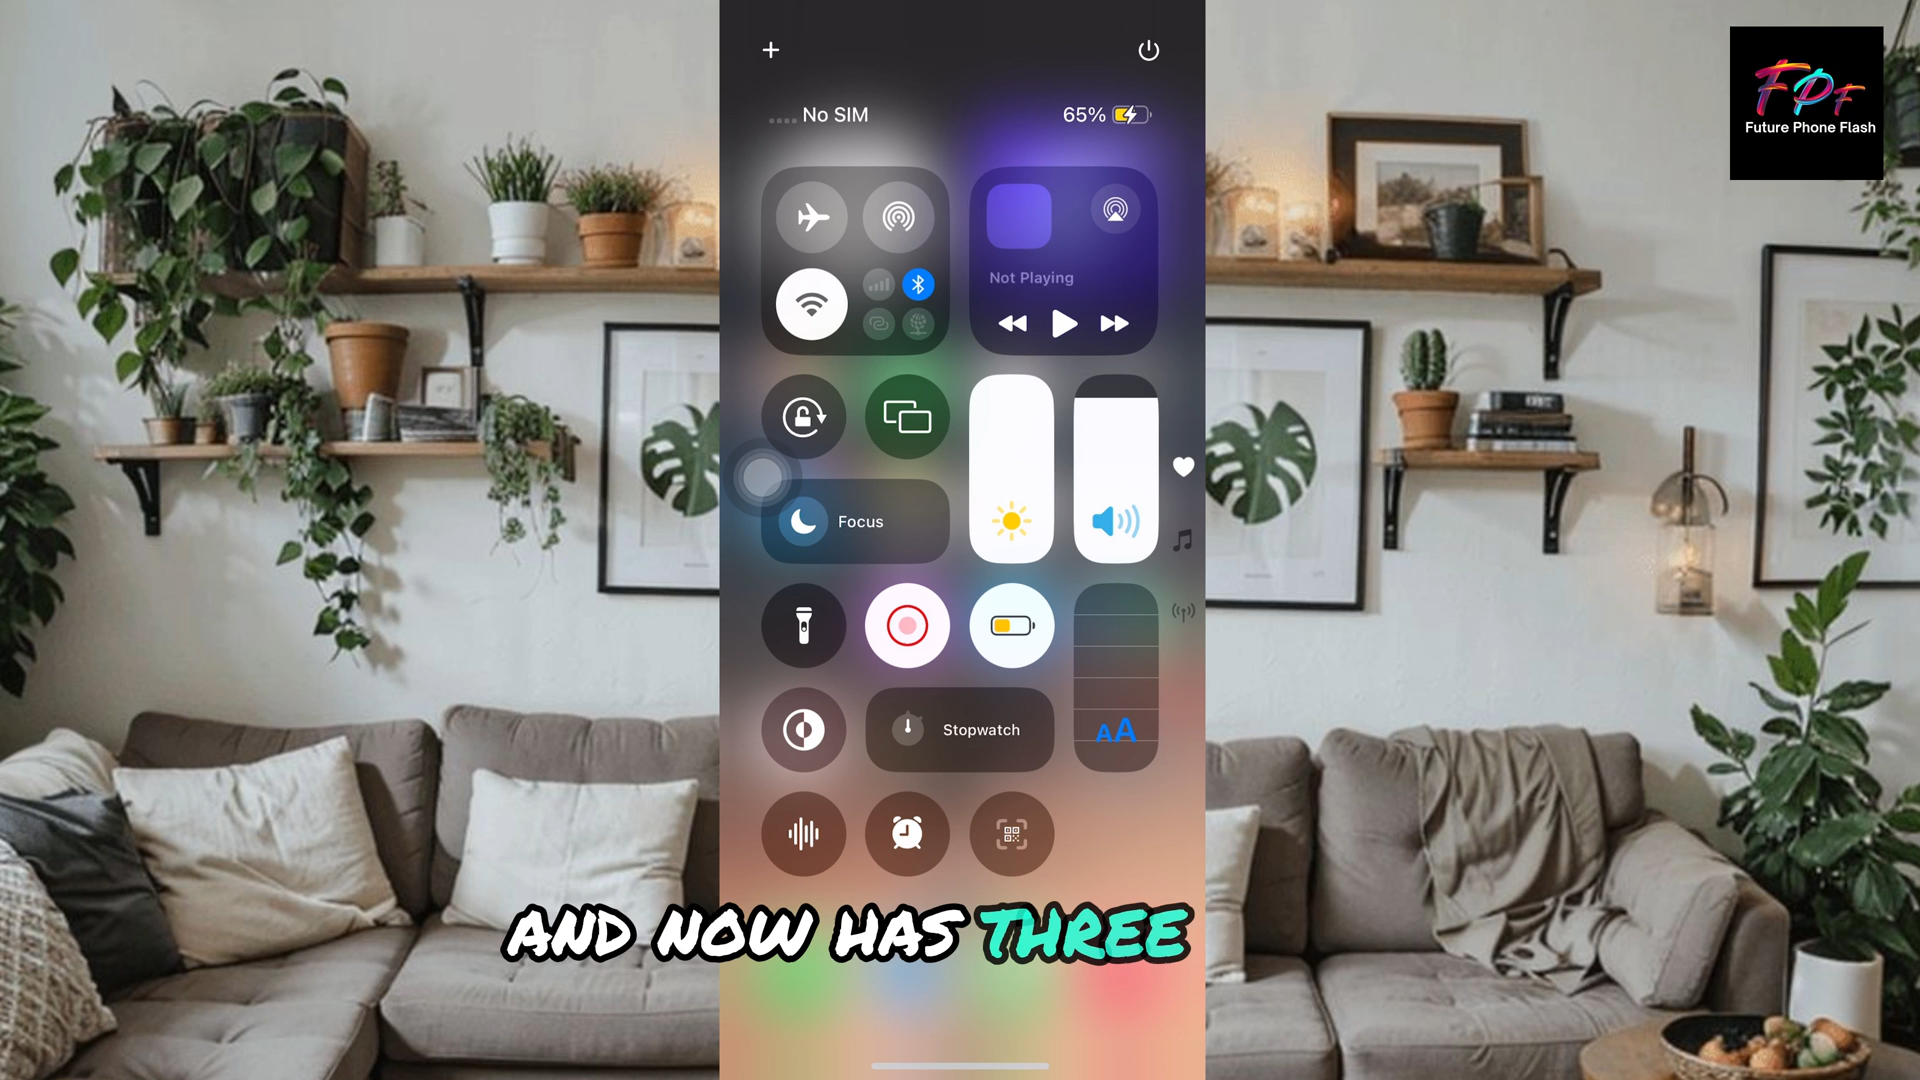 No SIM
65%
FPF
Future Phone Flash
Not Playing
Focus
Stopwatch
AA
AND NOW HAS THREE